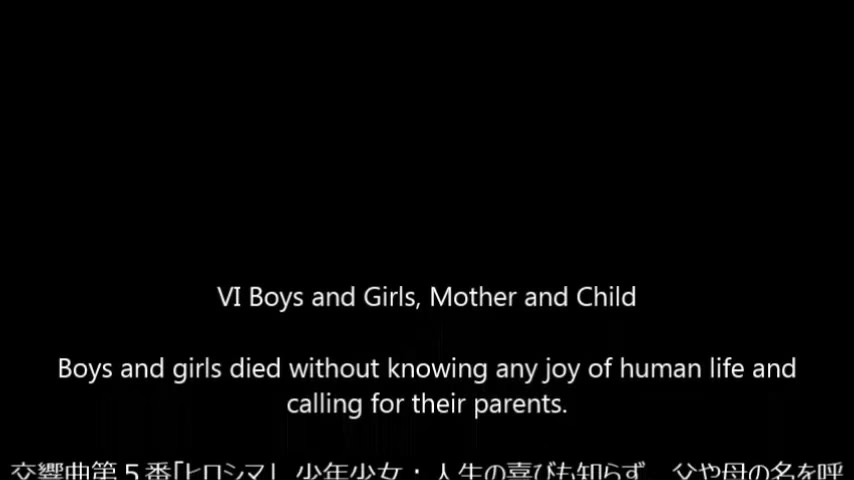 VI Boys and Girls, Mother and Child
Boys and girls died without knowing any joy of human life and
calling for their parents.
交響曲第５番「ヒロシマ」 少年少女：人生の喜びも知らず、父や母の名を呼